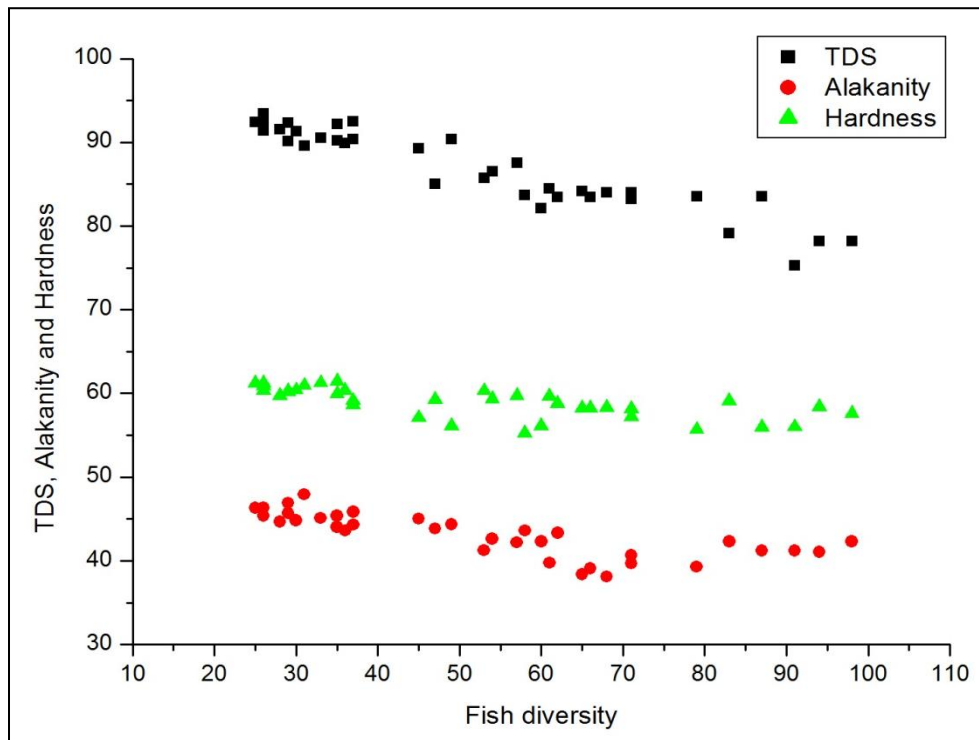 100
90
80
70
60
50
40
30
TDS, Alakanity and Hardness
TDS
Alakanity
Hardness
10 20 30 40 50 60 70 80 90 100 110
Fish diversity